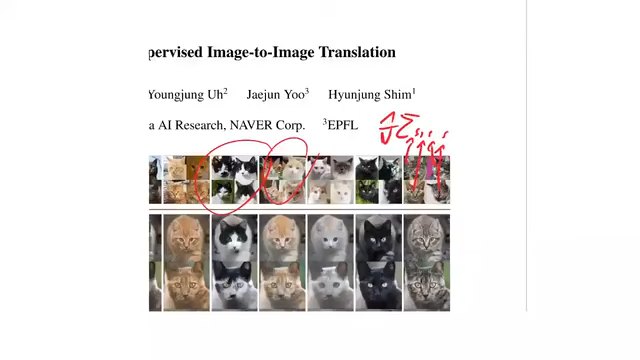 pervised Image-to-Image Translation
Youngjung Uh² Jaejun Yoo³ Hyunjung Shim¹
a AI Research, NAVER Corp. ³EPFL